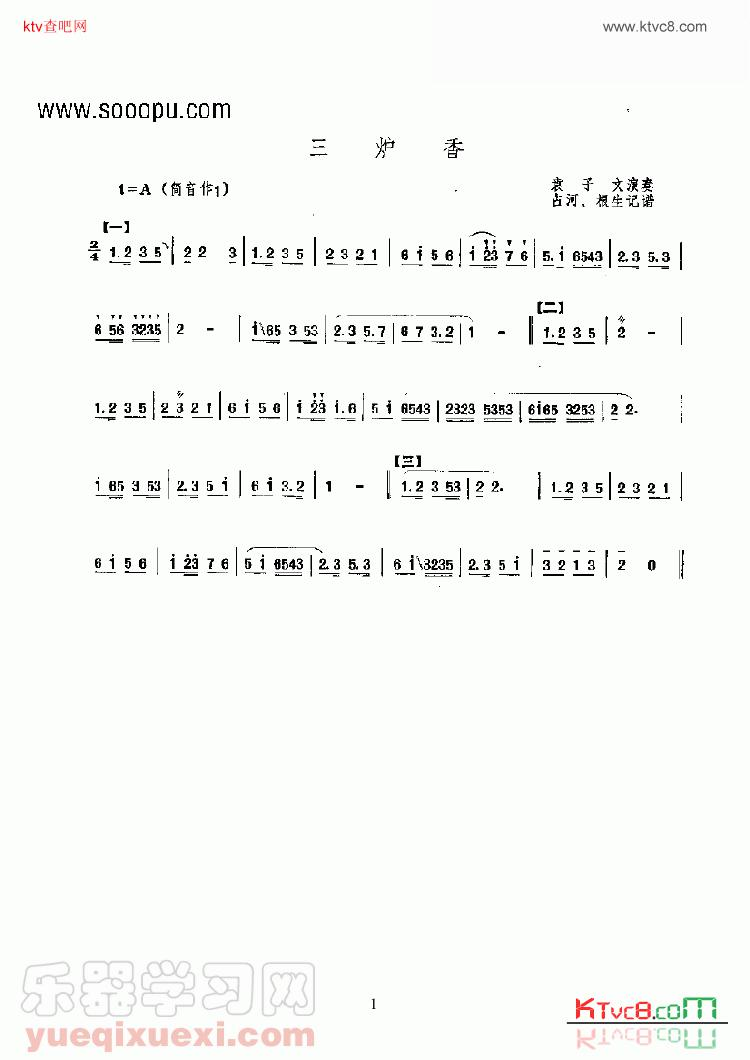 ktv查吧网 www.ktvc8.com
www.sooopu.com
三 炉 香
1=A (筒音作1) 袁 子 文演奏
占河、根生记谱
【一】
2/4 1.2 3 5 | 2 2 3 | 1.2 3 5 | 2 3 2 1 | 6 i 5 6 | i 2̇3̇ 7 6 | 5. i 6543 | 2.3 5.3 |
6 56 3235 | 2 - | i\65 3 53 | 2.3 5.7 | 6 7 3.2 | 1 - ‖ 【二】 1.2 3 5 | 2 - |
1.2 3 5 | 2 3 2 1 | 6 i 5 6 | i 2̇3̇ i.6 | 5 i 6543 | 2323 5353 | 6i65 3253 | 2 2. |
i 65 3 53 | 2.3 5 i | 6 i 3.2 | 1 - ‖ 【三】 1.2 3 53 | 2 2. | 1.2 3 5 | 2 3 2 1 |
6 i 5 6 | i 2̇3̇ 7 6 | 5 i 6543 | 2.3 5.3 | 6 i\3235 | 2.3 5 i | 3̇ 2̇ i 3̇ | 2̇ 0 ‖
乐器学习网
yueqixuexi.com
1
KTvc8.com